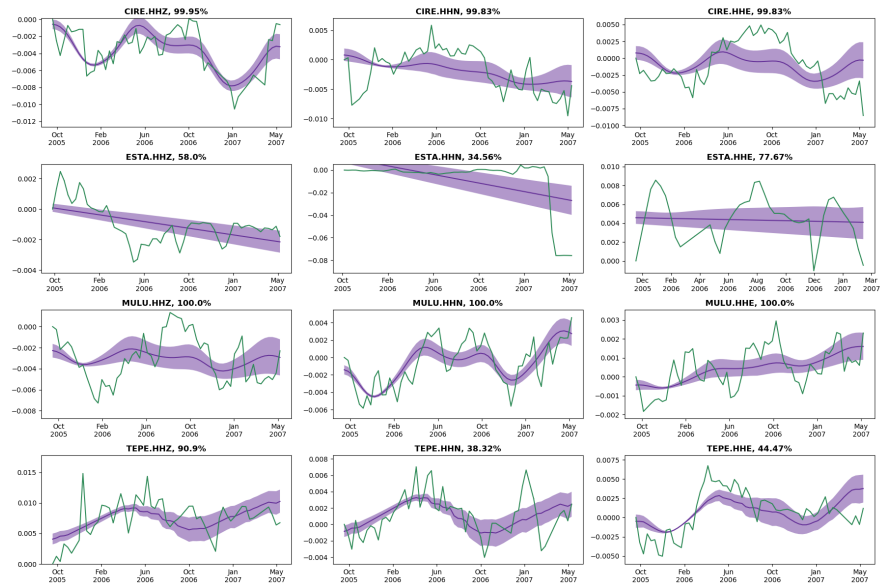 CIRE.HHZ, 99.95%
0.000
−0.002
−0.004
−0.006
−0.008
−0.010
−0.012
Oct 2005
Feb 2006
Jun 2006
Oct 2006
Jan 2007
May 2007
CIRE.HHN, 99.83%
0.005
0.000
−0.005
−0.010
Oct 2005
Feb 2006
Jun 2006
Oct 2006
Jan 2007
May 2007
CIRE.HHE, 99.83%
0.0050
0.0025
0.0000
−0.0025
−0.0050
−0.0075
−0.0100
Oct 2005
Feb 2006
Jun 2006
Oct 2006
Jan 2007
May 2007
ESTA.HHZ, 58.0%
0.002
0.000
−0.002
−0.004
Oct 2005
Feb 2006
Jun 2006
Oct 2006
Jan 2007
May 2007
ESTA.HHN, 34.56%
0.00
−0.02
−0.04
−0.06
−0.08
Oct 2005
Feb 2006
Jun 2006
Oct 2006
Jan 2007
May 2007
ESTA.HHE, 77.67%
0.010
0.008
0.006
0.004
0.002
0.000
Dec 2005
Feb 2006
Apr 2006
Jun 2006
Aug 2006
Oct 2006
Dec 2006
Jan 2007
Mar 2007
MULU.HHZ, 100.0%
0.000
−0.002
−0.004
−0.006
−0.008
Oct 2005
Feb 2006
Jun 2006
Oct 2006
Jan 2007
May 2007
MULU.HHN, 100.0%
0.004
0.002
0.000
−0.002
−0.004
−0.006
Oct 2005
Feb 2006
Jun 2006
Oct 2006
Jan 2007
May 2007
MULU.HHE, 100.0%
0.003
0.002
0.001
0.000
−0.001
−0.002
Oct 2005
Feb 2006
Jun 2006
Oct 2006
Jan 2007
May 2007
TEPE.HHZ, 90.9%
0.015
0.010
0.005
0.000
Oct 2005
Feb 2006
Jun 2006
Oct 2006
Jan 2007
May 2007
TEPE.HHN, 38.32%
0.008
0.006
0.004
0.002
0.000
−0.002
−0.004
Oct 2005
Feb 2006
Jun 2006
Oct 2006
Jan 2007
May 2007
TEPE.HHE, 44.47%
0.0075
0.0050
0.0025
0.0000
−0.0025
−0.0050
Oct 2005
Feb 2006
Jun 2006
Oct 2006
Jan 2007
May 2007